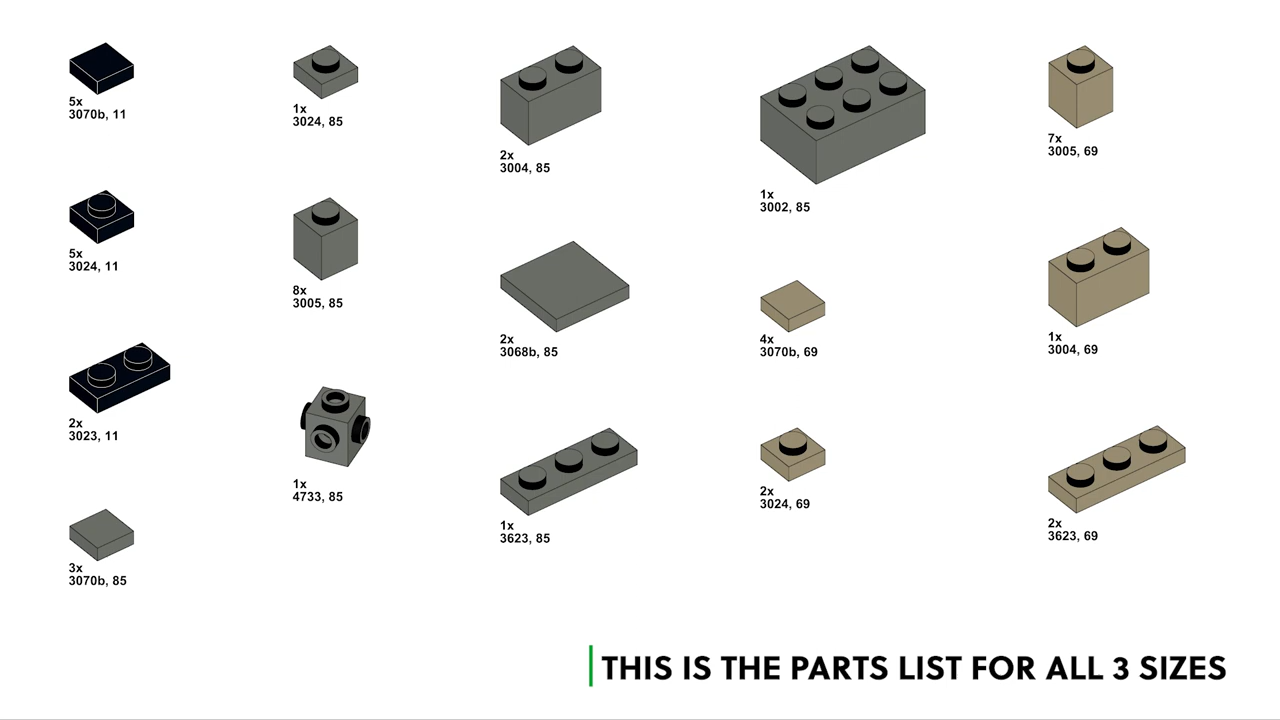 5x
3070b, 11
5x
3024, 11
2x
3023, 11
3x
3070b, 85
1x
3024, 85
8x
3005, 85
1x
4733, 85
2x
3004, 85
2x
3068b, 85
1x
3623, 85
1x
3002, 85
4x
3070b, 69
2x
3024, 69
7x
3005, 69
1x
3004, 69
2x
3623, 69
THIS IS THE PARTS LIST FOR ALL 3 SIZES